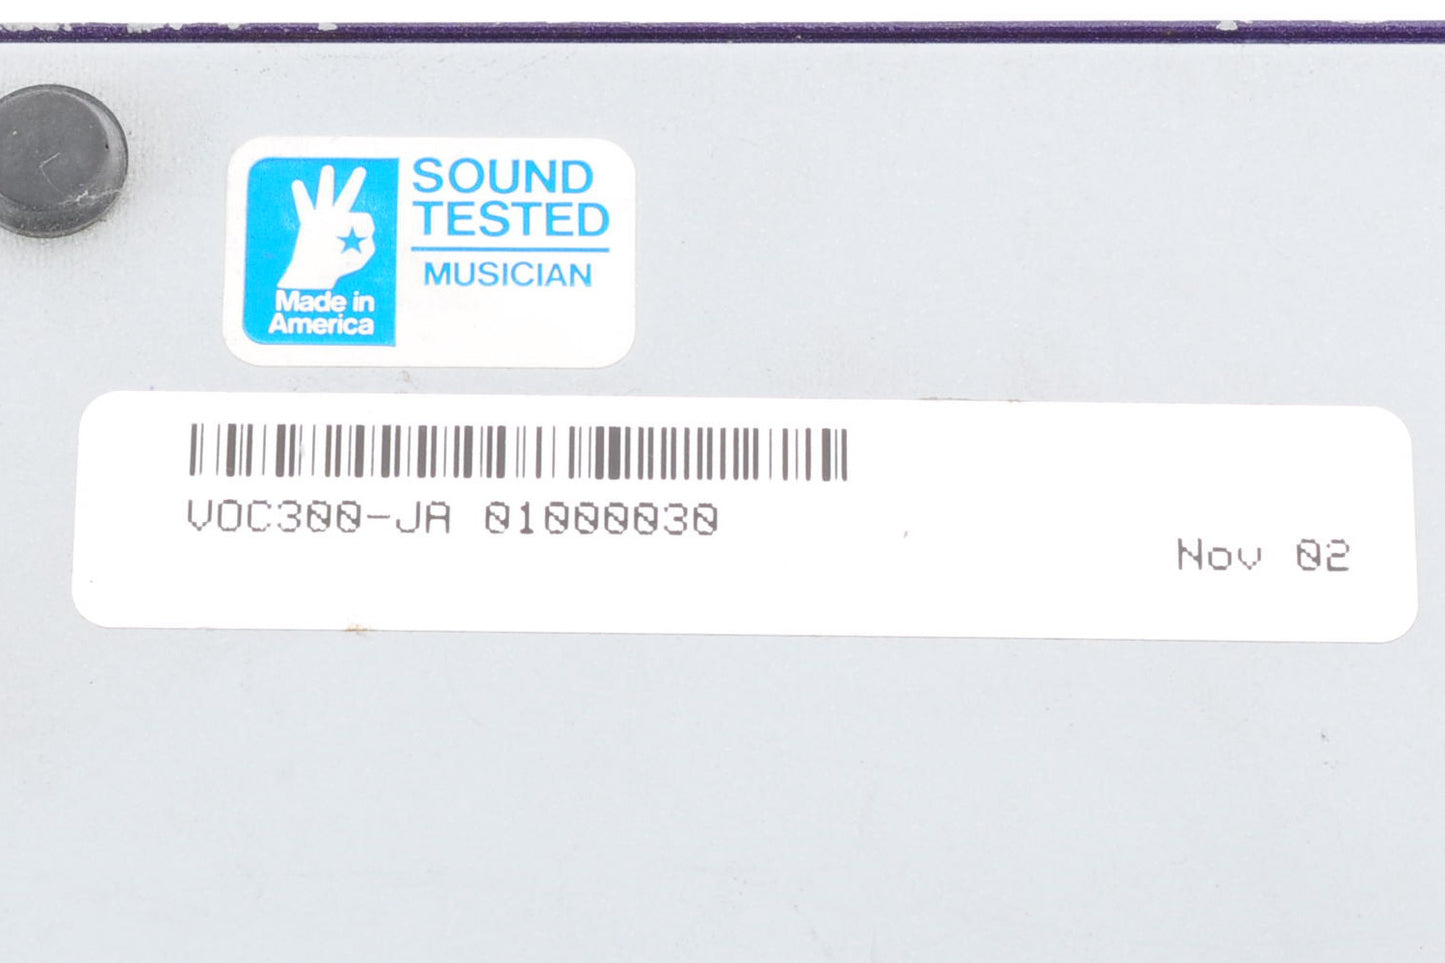 SOUND
TESTED
MUSICIAN
Made in
America
VOC300-JA 01000030
Nov 02